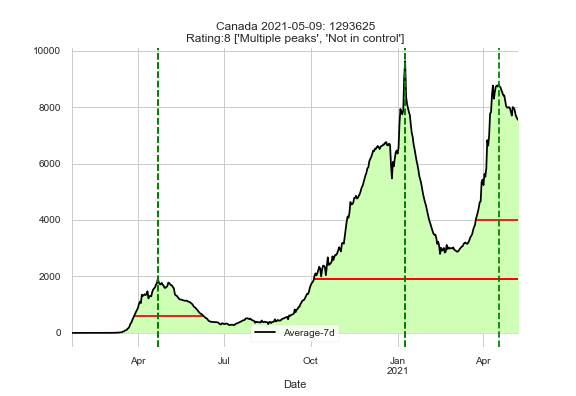 Canada 2021-05-09: 1293625
Rating:8 ['Multiple peaks', 'Not in control']
10000
8000
6000
4000
2000
0
Average-7d
Apr Jul Oct Jan Apr
2021
Date